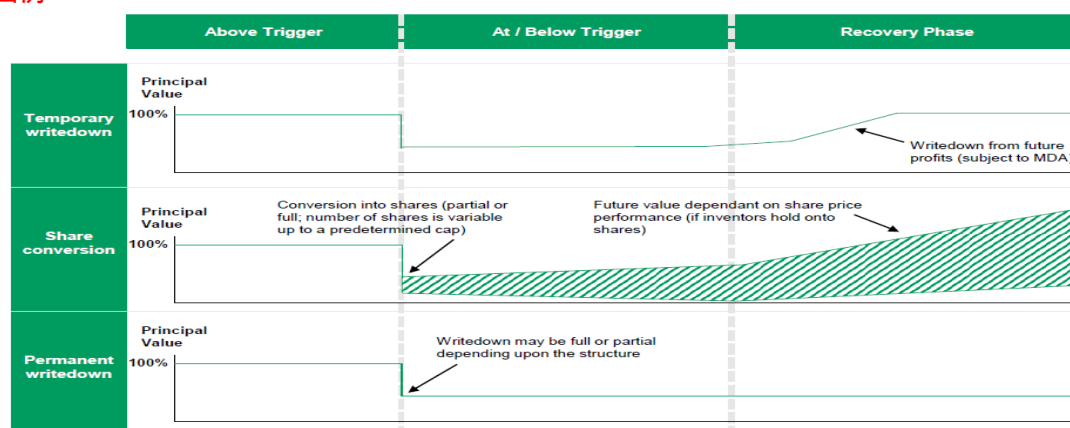 Above Trigger
At / Below Trigger
Recovery Phase
Temporary
writedown
Principal
Value
100%
Writedown from future
profits (subject to MDA)
Share
conversion
Principal
Value
100%
Conversion into shares (partial or
full; number of shares is variable
up to a predetermined cap)
Future value dependant on share price
performance (if inventors hold onto
shares)
Permanent
writedown
Principal
Value
100%
Writedown may be full or partial
depending upon the structure